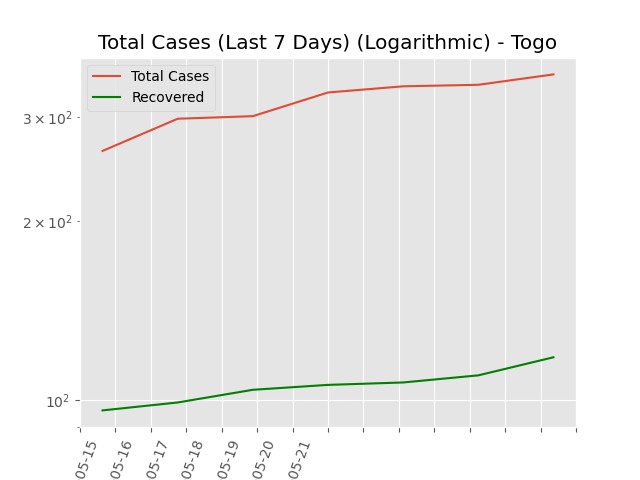 Total Cases (Last 7 Days) (Logarithmic) - Togo
Total Cases
Recovered
3 × 10²
2 × 10²
10²
05-15
05-16
05-17
05-18
05-19
05-20
05-21